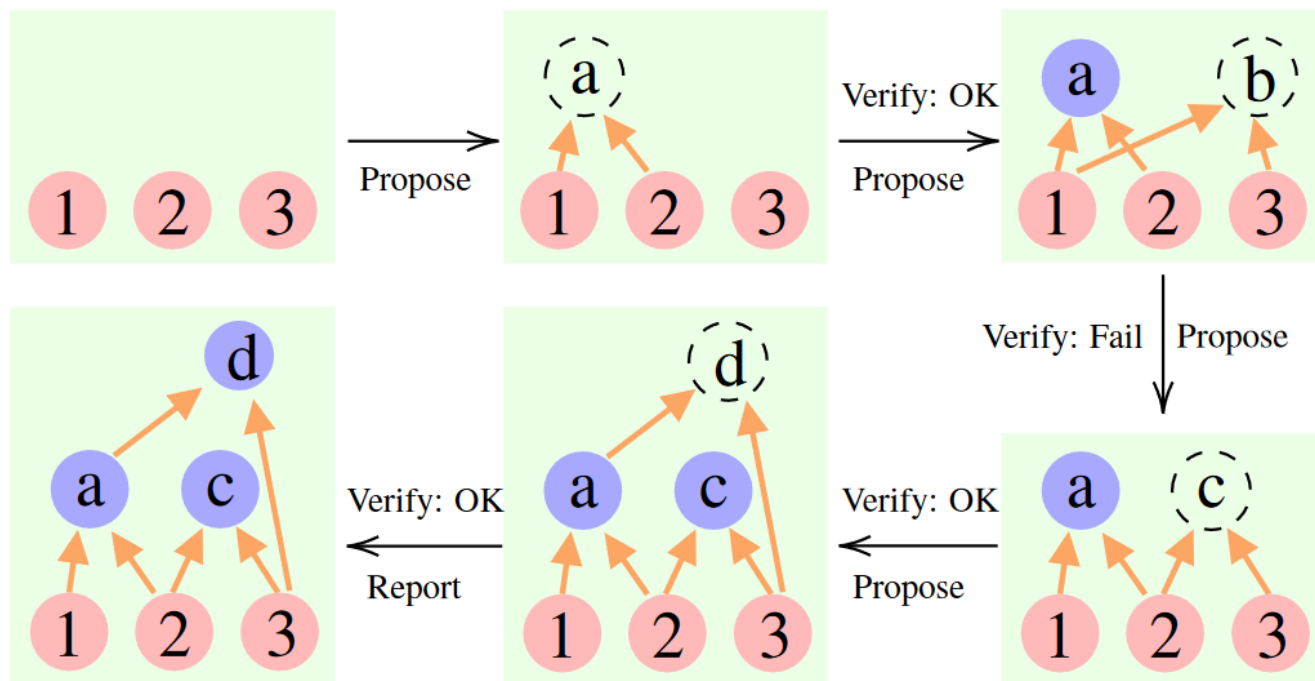 1 2 3
Propose
a
1 2 3
Verify: OK
Propose
a b
1 2 3
Verify: Fail Propose
a c
1 2 3
Verify: OK
Propose
d
a c
1 2 3
Verify: OK
Report
d
a c
1 2 3